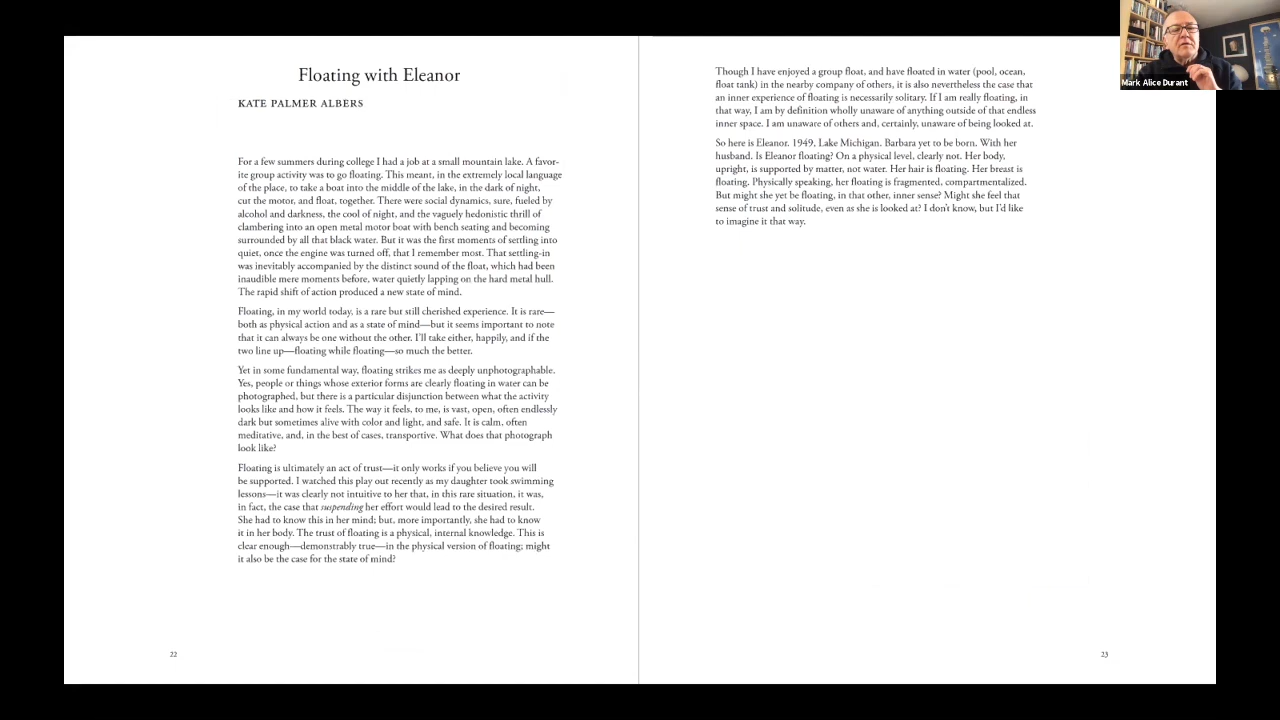 Floating with Eleanor
KATE PALMER ALBERS
For a few summers during college I had a job at a small mountain lake. A favor-
ite group activity was to go floating. This meant, in the extremely local language
of the place, to take a boat into the middle of the lake, in the dark of night,
cut the motor, and float, together. There were social dynamics, sure, fueled by
alcohol and darkness, the cool of night, and the vaguely hedonistic thrill of
clambering into an open metal motor boat with bench seating and becoming
surrounded by all that black water. But it was the first moments of settling into
quiet, once the engine was turned off, that I remember most. That settling-in
was inevitably accompanied by the distinct sound of the float, which had been
inaudible mere moments before, water quietly lapping on the hard metal hull.
The rapid shift of action produced a new state of mind.
Floating, in my world today, is a rare but still cherished experience. It is rare—
both as physical action and as a state of mind—but it seems important to note
that it can always be one without the other. I'll take either, happily, and if the
two line up—floating while floating—so much the better.
Yet in some fundamental way, floating strikes me as deeply unphotographable.
Yes, people or things whose exterior forms are clearly floating in water can be
photographed, but there is a particular disjunction between what the activity
looks like and how it feels. The way it feels, to me, is vast, open, often endlessly
dark but sometimes alive with color and light, and safe. It is calm, often
meditative, and, in the best of cases, transportive. What does that photograph
look like?
Floating is ultimately an act of trust—it only works if you believe you will
be supported. I watched this play out recently as my daughter took swimming
lessons—it was clearly not intuitive to her that, in this rare situation, it was,
in fact, the case that suspending her effort would lead to the desired result.
She had to know this in her mind; but, more importantly, she had to know
it in her body. The trust of floating is a physical, internal knowledge. This is
clear enough—demonstrably true—in the physical version of floating; might
it also be the case for the state of mind?
22
Though I have enjoyed a group float, and have floated in water (pool, ocean,
float tank) in the nearby company of others, it is also nevertheless the case that
an inner experience of floating is necessarily solitary. If I am really floating, in
that way, I am by definition wholly unaware of anything outside of that endless
inner space. I am unaware of others and, certainly, unaware of being looked at.
So here is Eleanor. 1949, Lake Michigan. Barbara yet to be born. With her
husband. Is Eleanor floating? On a physical level, clearly not. Her body,
upright, is supported by matter, not water. Her hair is floating. Her breast is
floating. Physically speaking, her floating is fragmented, compartmentalized.
But might she yet be floating, in that other, inner sense? Might she feel that
sense of trust and solitude, even as she is looked at? I don't know, but I'd like
to imagine it that way.
23
Mark Alice Durant